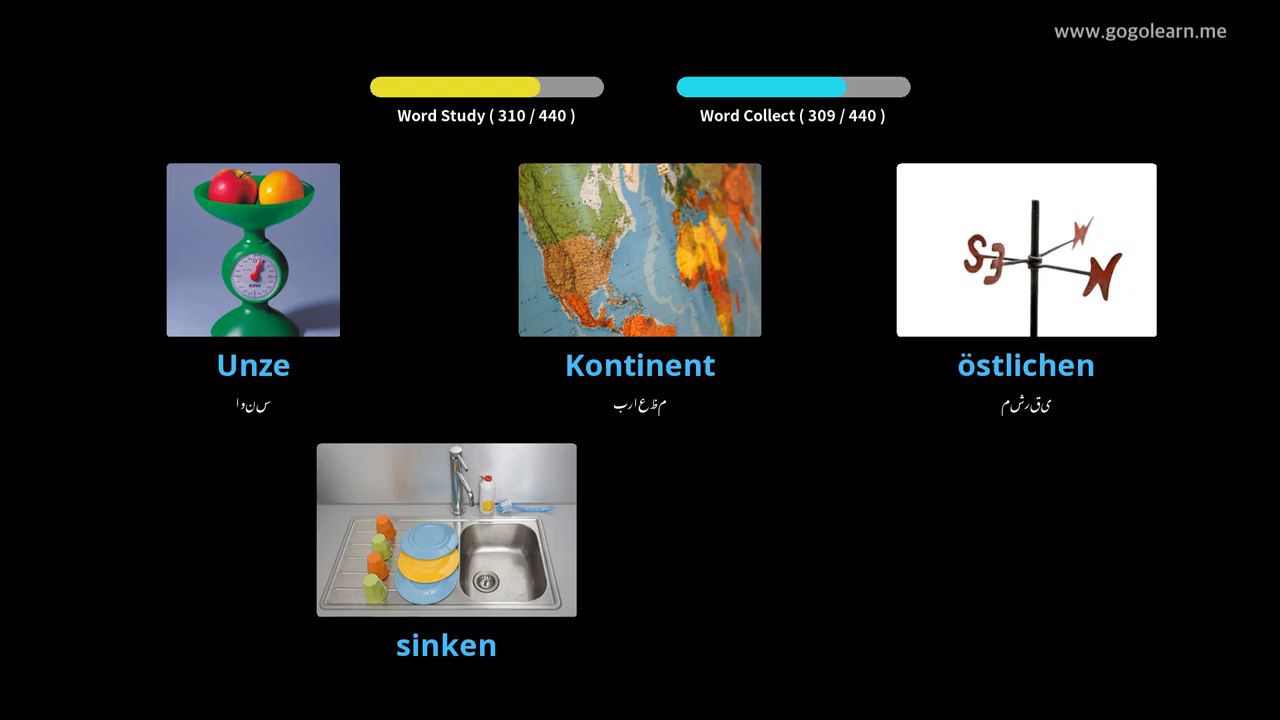 www.gogolearn.me
Word Study ( 310 / 440 )
Word Collect ( 309 / 440 )
Unze
Kontinent
östlichen
اونس
براعظم
مشرقی
sinken